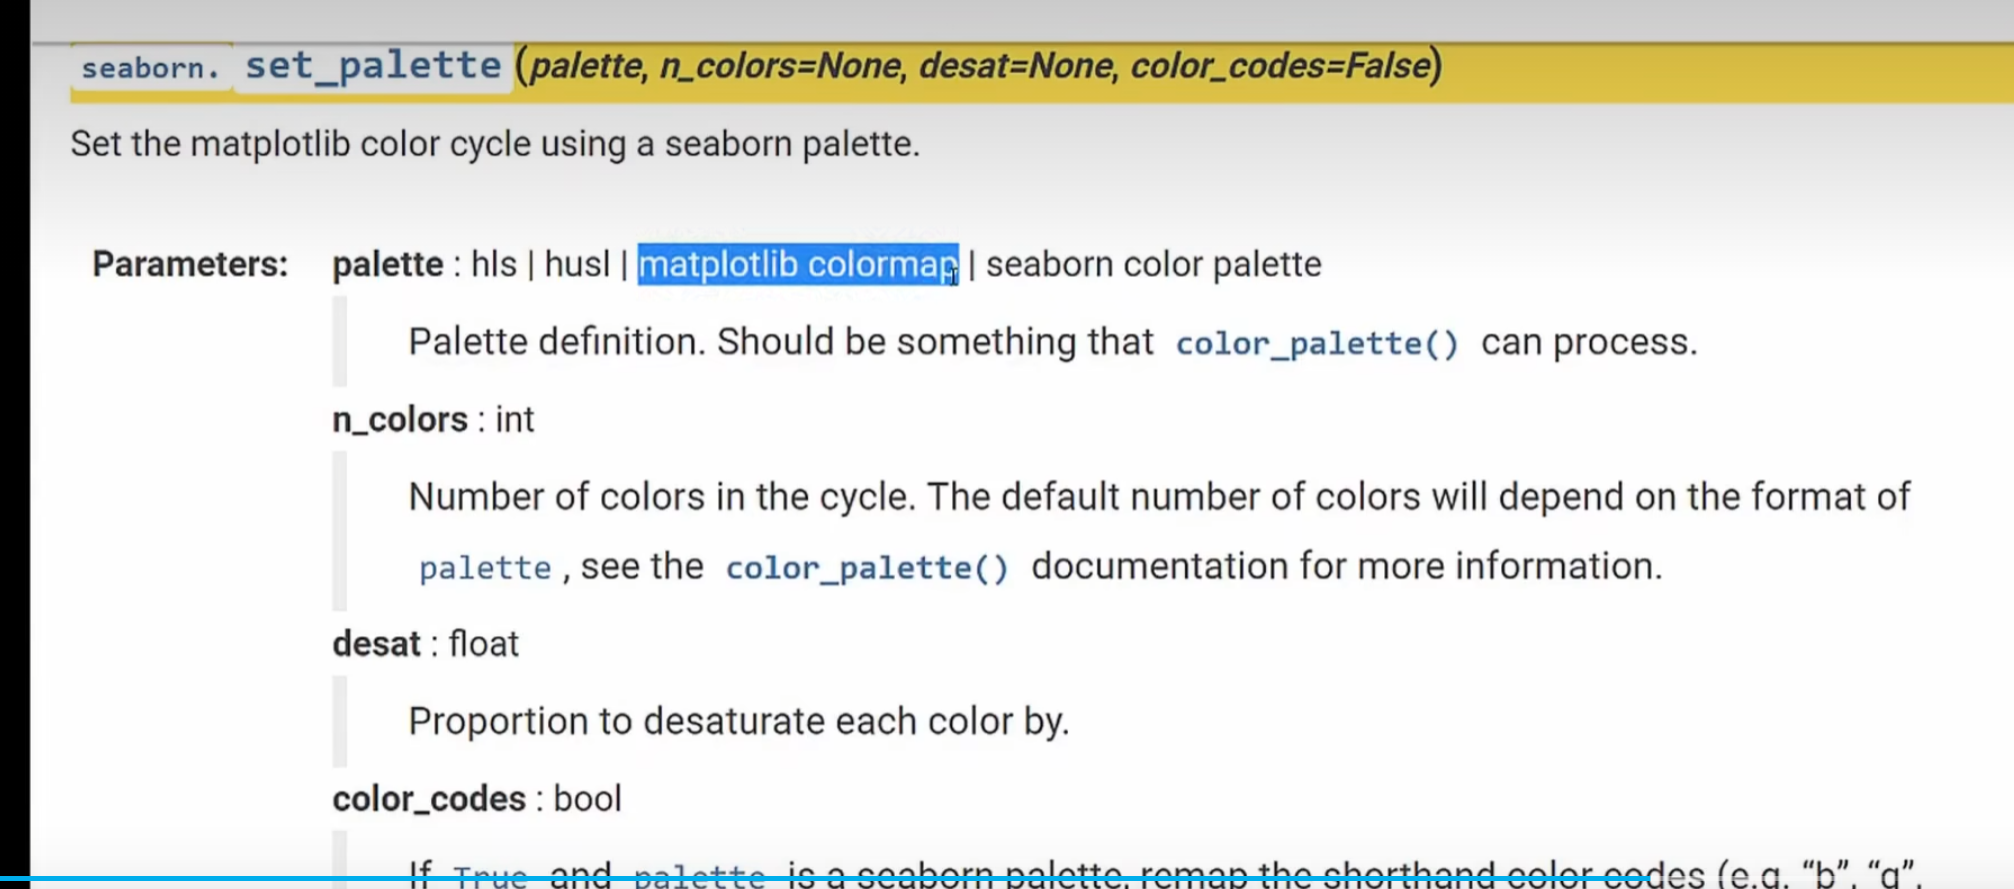 seaborn. set_palette (palette, n_colors=None, desat=None, color_codes=False)
Set the matplotlib color cycle using a seaborn palette.
Parameters: palette : hls | husl | matplotlib colormap | seaborn color palette
Palette definition. Should be something that color_palette() can process.
n_colors : int
Number of colors in the cycle. The default number of colors will depend on the format of
palette , see the color_palette() documentation for more information.
desat : float
Proportion to desaturate each color by.
color_codes : bool
If True and palette is a seaborn palette, remap the shorthand color codes (e.g. “b”, “g”,